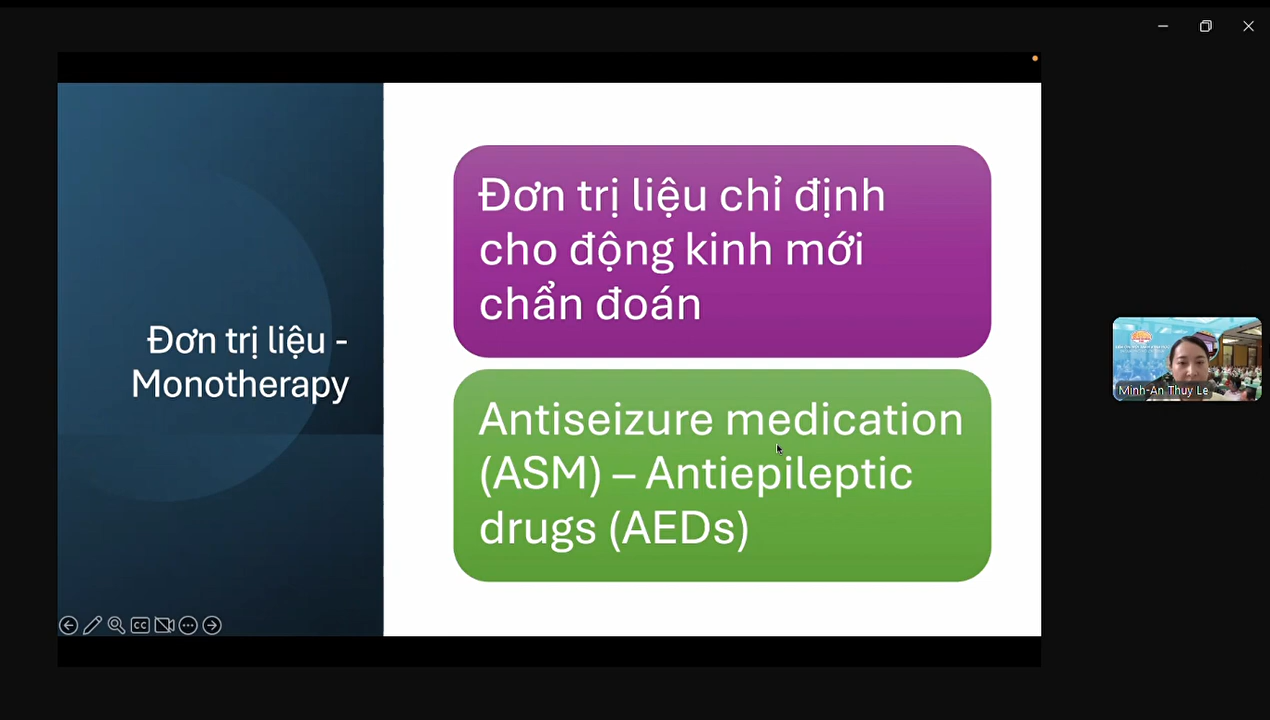 Đơn trị liệu -
Monotherapy
Đơn trị liệu chỉ định
cho động kinh mới
chẩn đoán
Antiseizure medication
(ASM) – Antiepileptic
drugs (AEDs)
CC
Minh-An Thuy Le